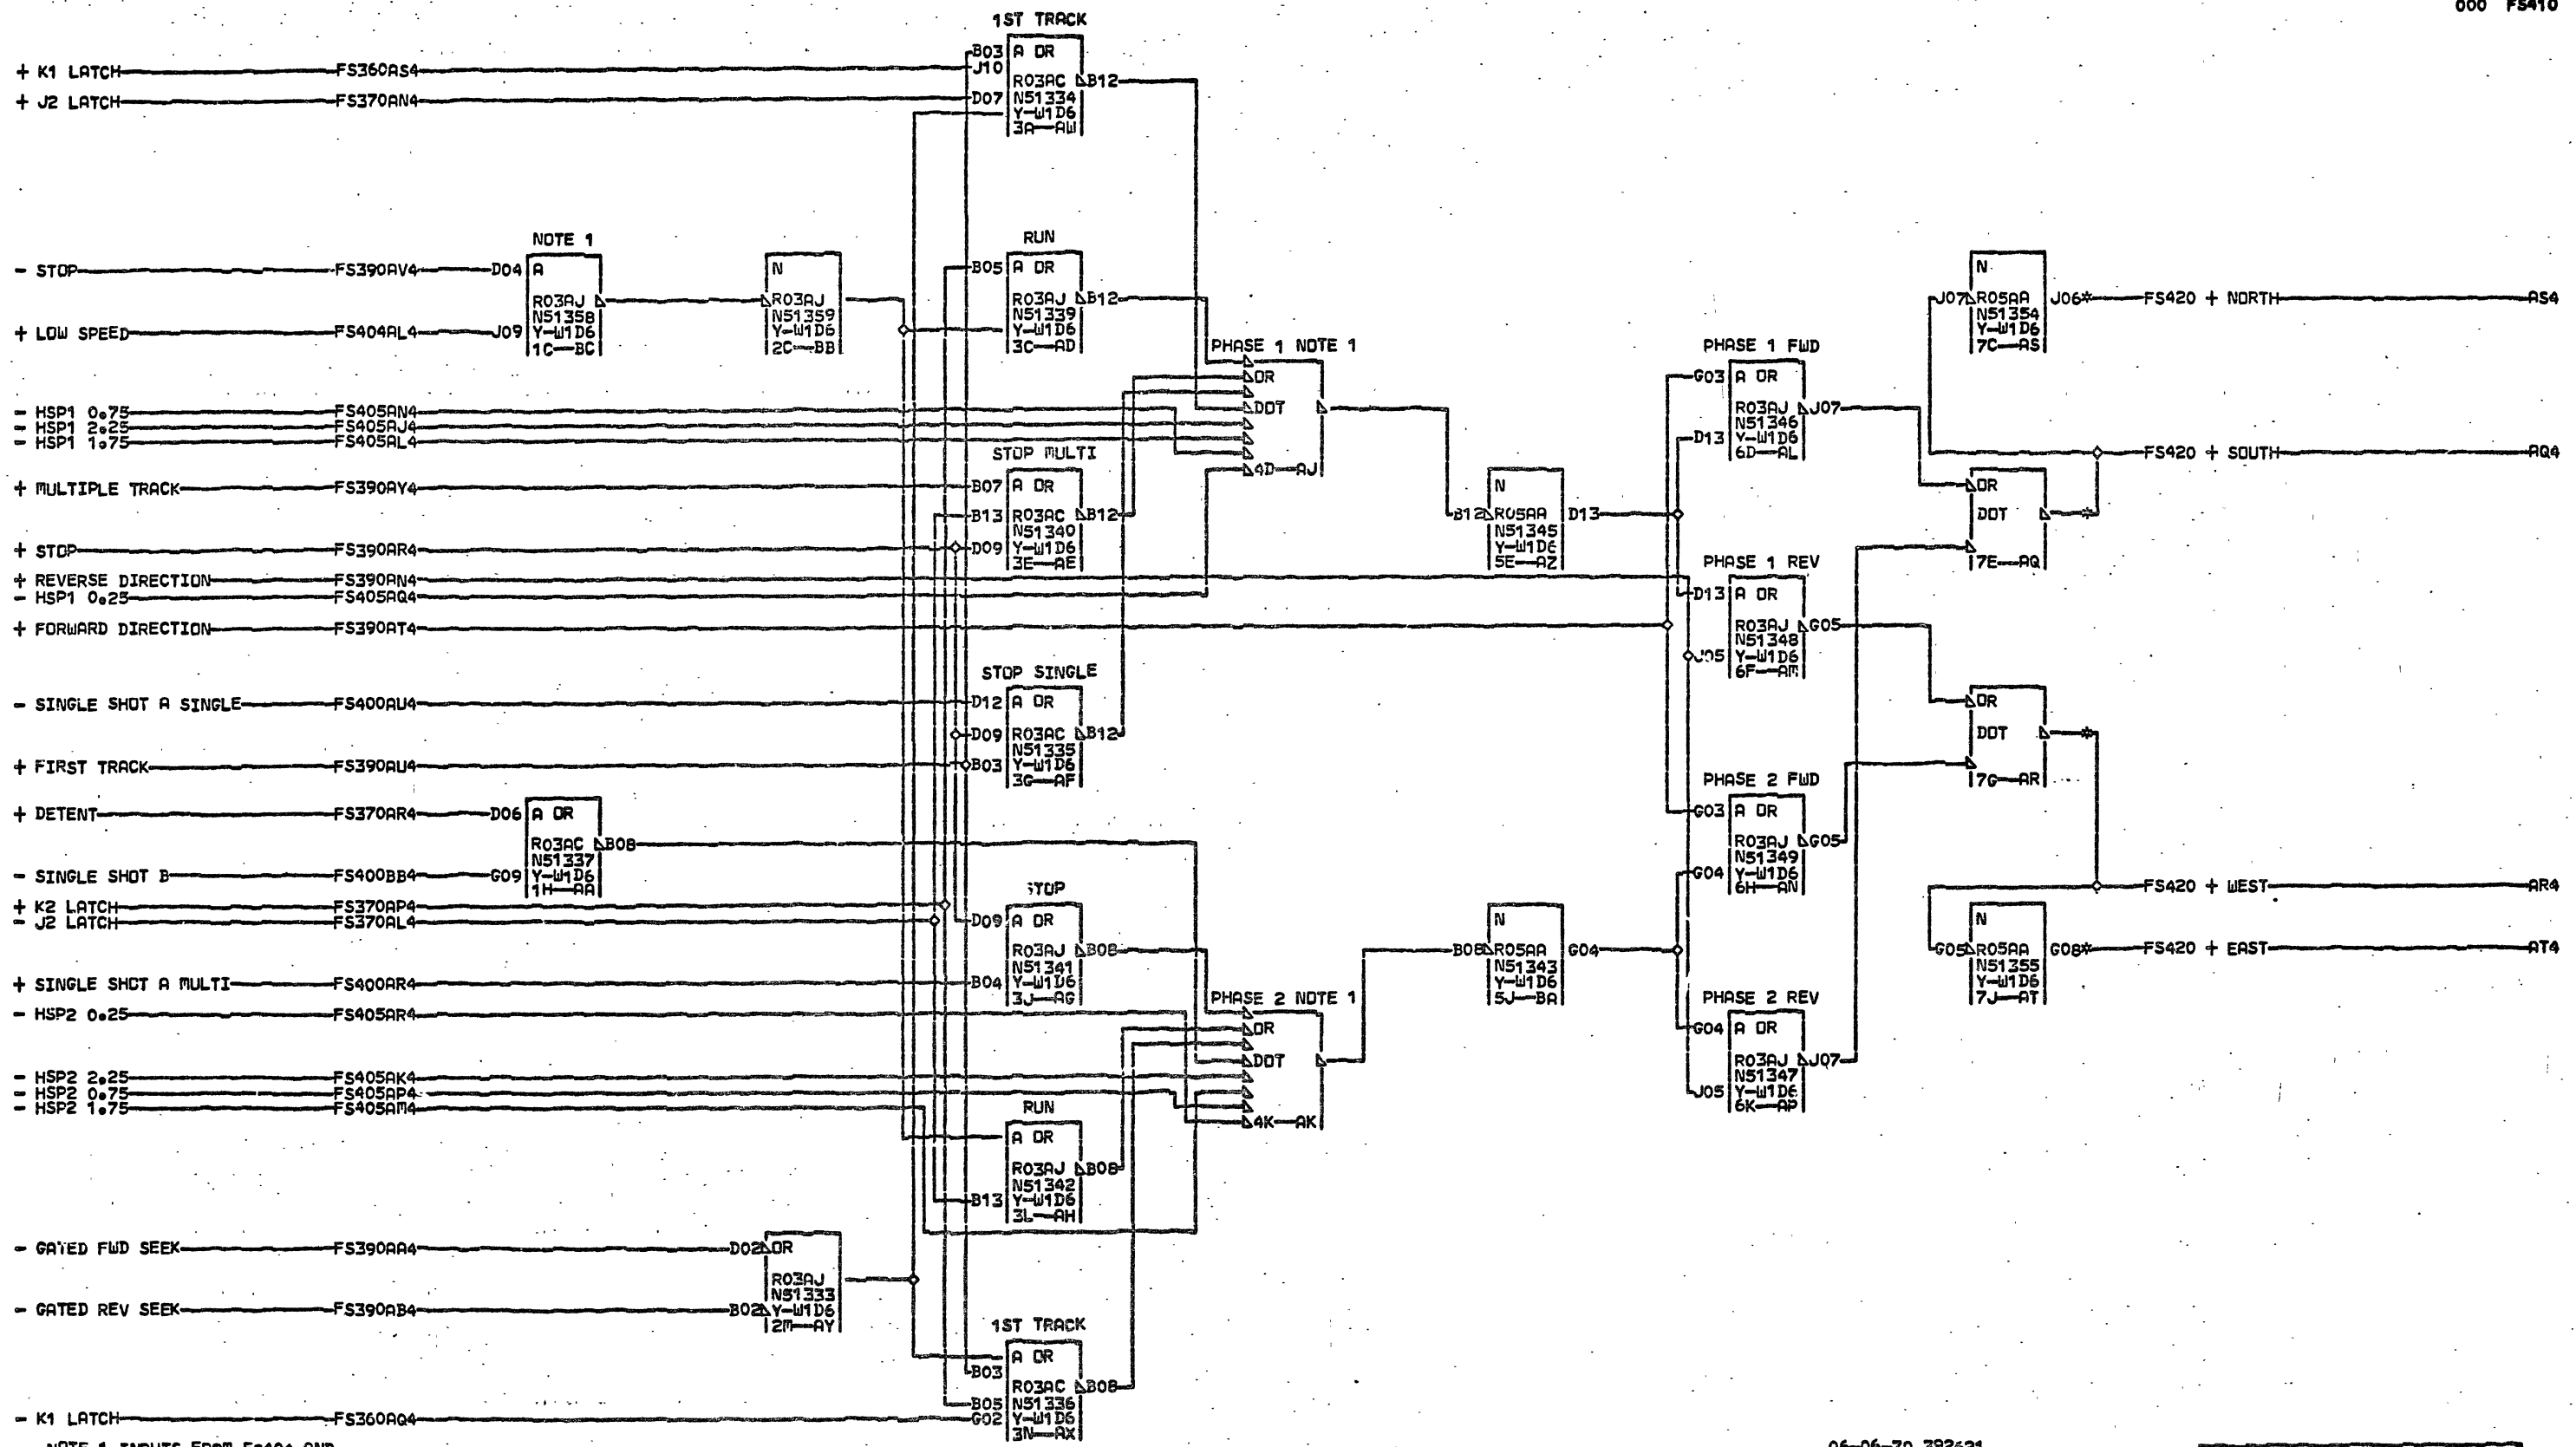 000 FS410
1ST TRACK
B03 A OR
+ K1 LATCH FS360AS4 J10
R03AC B12
+ J2 LATCH FS370AN4 D07 N51334
Y-W1D6
3A AW
NOTE 1
RUN
- STOP FS390AV4 D04 A
N
B05 A OR
N
R03AJ
R03AJ
R03AJ B12
J07 R05AA J06* FS420 + NORTH AS4
N51358
N51359
N51339
N51354
+ LOW SPEED FS404AL4 J09 Y-W1D6
Y-W1D6
Y-W1D6
Y-W1D6
1C BC
2C BB
3C AD
7C AS
PHASE 1 NOTE 1
PHASE 1 FWD
OR
G03 A OR
- HSP1 0.75 FS405AN4
DOT
R03AJ J07
- HSP1 2.25 FS405AJ4
N51346
- HSP1 1.75 FS405AL4
D13 Y-W1D6
6D AL
STOP MULTI
FS420 + SOUTH AQ4
4D AJ
+ MULTIPLE TRACK FS390AY4 B07 A OR
N
OR
B13 R03AC B12
B12 R05AA D13
DOT *
N51340
N51345
+ STOP FS390AR4 D09 Y-W1D6
Y-W1D6
3E AE
5E AZ
7E AQ
PHASE 1 REV
+ REVERSE DIRECTION FS390AN4
- HSP1 0.25 FS405AQ4
D13 A OR
+ FORWARD DIRECTION FS390AT4
R03AJ G05
N51348
J05 Y-W1D6
6F AM
STOP SINGLE
- SINGLE SHOT A SINGLE FS400AU4 D12 A OR
OR
D09 R03AC B12
DOT *
N51335
+ FIRST TRACK FS390AU4 B03 Y-W1D6
3G AF
7G AR
PHASE 2 FWD
+ DETENT FS370AR4 D06 A OR
G03 A OR
R03AC B08
R03AJ G05
N51337
N51349
- SINGLE SHOT B FS400BB4 G09 Y-W1D6
G04 Y-W1D6
1H AA
6H AN
FS420 + WEST AR4
STOP
+ K2 LATCH FS370AP4
- J2 LATCH FS370AL4
D09 A OR
N
N
R03AJ B08
B08 R05AA G04
G05 R05AA G08* FS420 + EAST AT4
N51341
N51343
N51355
+ SINGLE SHOT A MULTI FS400AR4 B04 Y-W1D6
Y-W1D6
Y-W1D6
3J AG
5J BA
7J AT
PHASE 2 NOTE 1
PHASE 2 REV
- HSP2 0.25 FS405AR4
OR
G04 A OR
DOT
R03AJ J07
- HSP2 2.25 FS405AK4
N51347
- HSP2 0.75 FS405AP4
J05 Y-W1D6
- HSP2 1.75 FS405AM4
6K AP
4K AK
RUN
A OR
R03AJ B08
N51342
B13 Y-W1D6
3L AH
- GATED FWD SEEK FS390AA4 D02 OR
R03AJ
N51333
- GATED REV SEEK FS390AB4 B02 Y-W1D6
2M AY
1ST TRACK
A OR
B03
R03AC B08
B05 N51336
- K1 LATCH FS360AQ4 G02 Y-W1D6
3N AX
NOTE 1 INPUTS FROM FS404 AND
06-06-70 392621